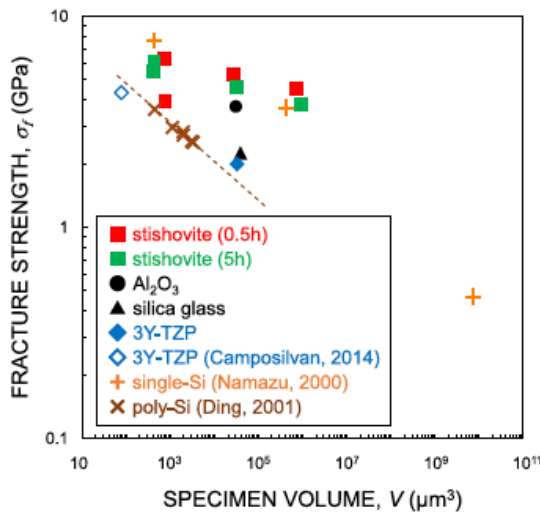 10
FRACTURE STRENGTH, σf (GPa)
1
stishovite (0.5h)
stishovite (5h)
Al2O3
silica glass
3Y-TZP
3Y-TZP (Camposilvan, 2014)
single-Si (Namazu, 2000)
poly-Si (Ding, 2001)
0.1
10 10³ 10⁵ 10⁷ 10⁹ 10¹¹
SPECIMEN VOLUME, V (µm³)